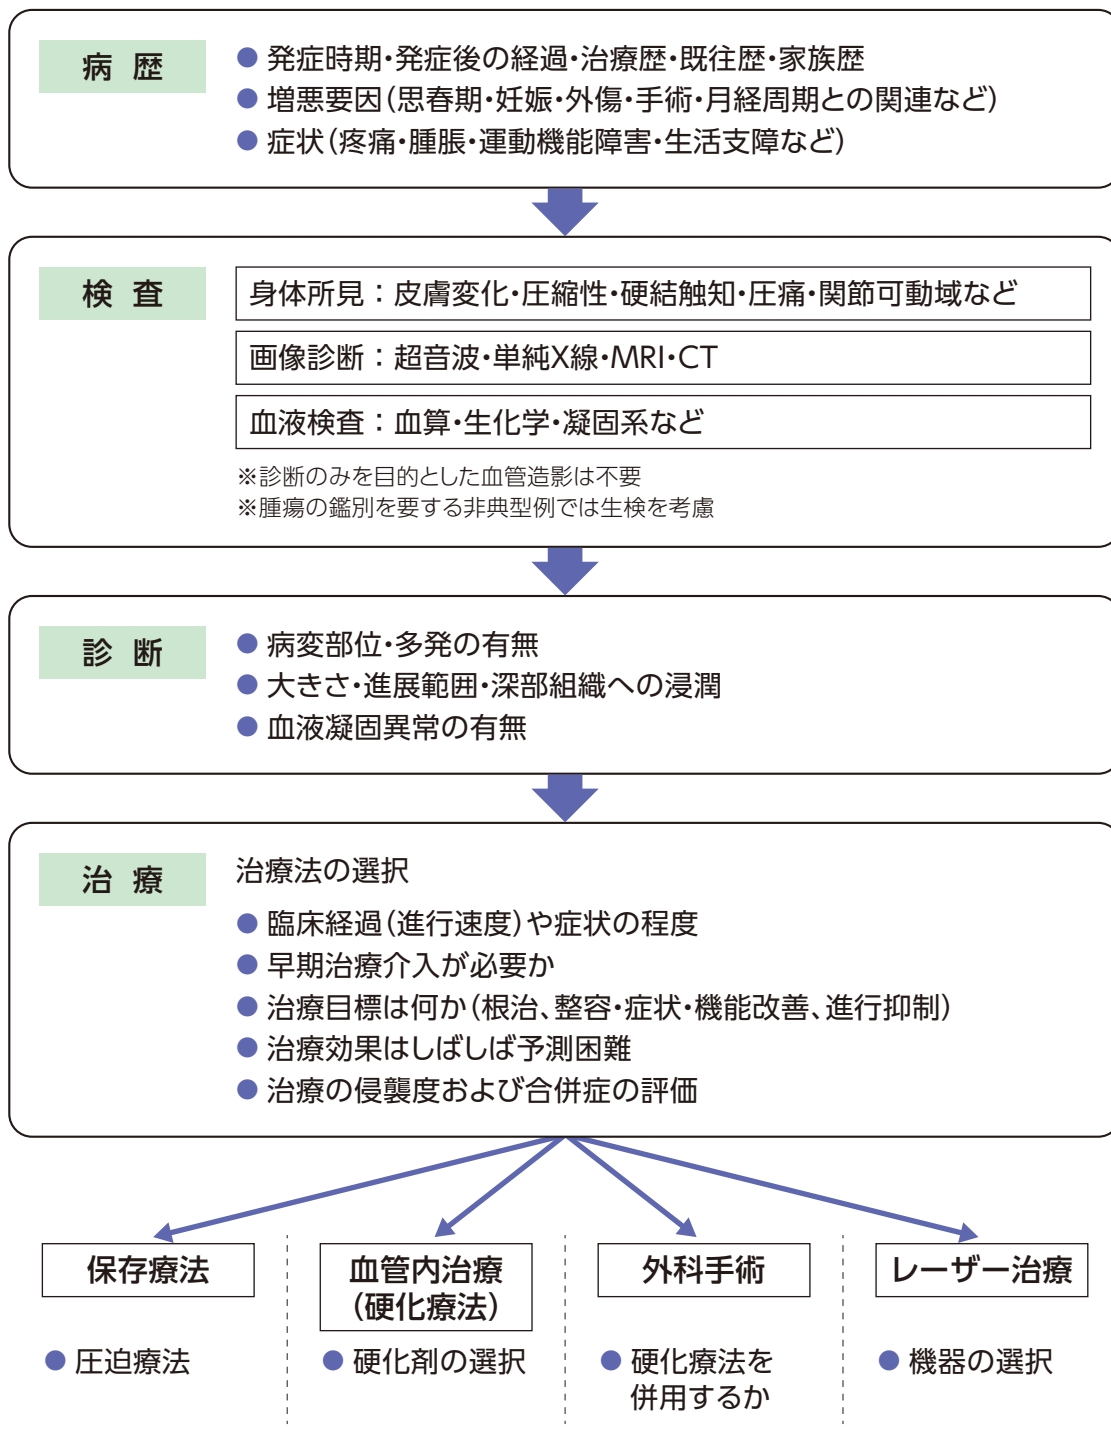 病歴
● 発症時期・発症後の経過・治療歴・既往歴・家族歴
● 増悪要因（思春期・妊娠・外傷・手術・月経周期との関連など）
● 症状（疼痛・腫脹・運動機能障害・生活支障など）
検査
身体所見：皮膚変化・圧縮性・硬結触知・圧痛・関節可動域など
画像診断：超音波・単純X線・MRI・CT
血液検査：血算・生化学・凝固系など
※診断のみを目的とした血管造影は不要
※腫瘍の鑑別を要する非典型例では生検を考慮
診断
● 病変部位・多発の有無
● 大きさ・進展範囲・深部組織への浸潤
● 血液凝固異常の有無
治療
治療法の選択
● 臨床経過（進行速度）や症状の程度
● 早期治療介入が必要か
● 治療目標は何か（根治、整容・症状・機能改善、進行抑制）
● 治療効果はしばしば予測困難
● 治療の侵襲度および合併症の評価
保存療法
● 圧迫療法
血管内治療
（硬化療法）
● 硬化剤の選択
外科手術
● 硬化療法を
併用するか
レーザー治療
● 機器の選択